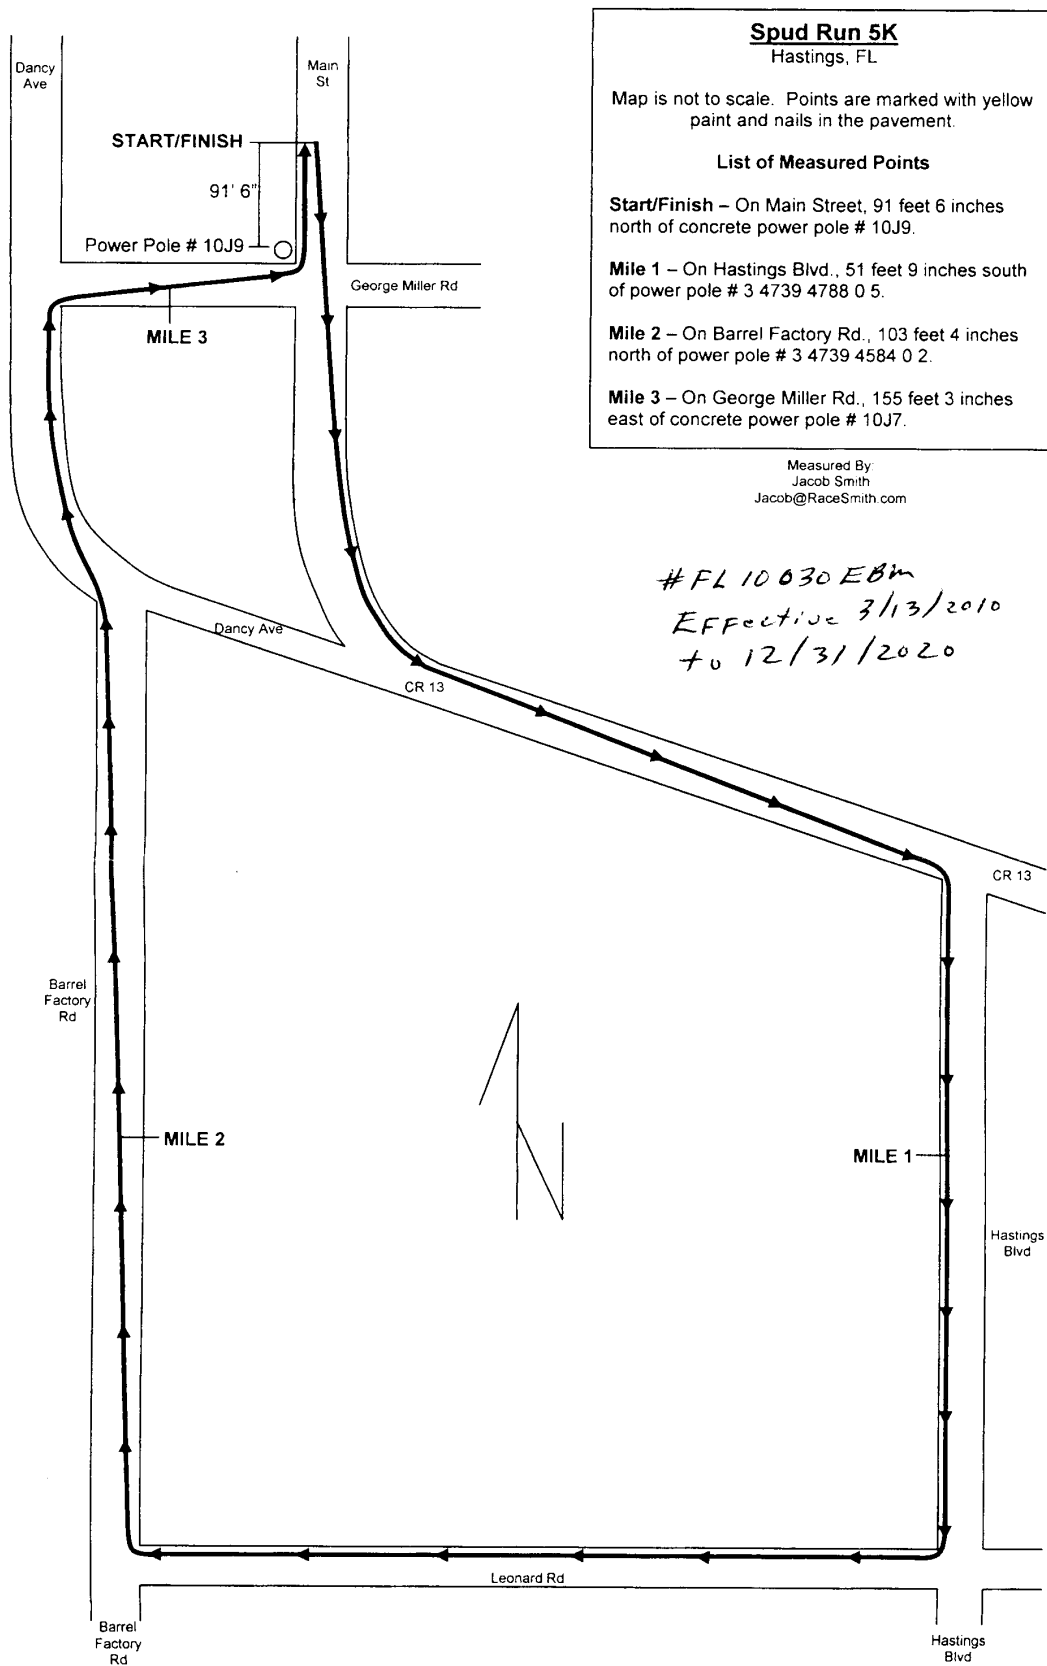 Spud Run 5K
Hastings, FL
Map is not to scale. Points are marked with yellow
paint and nails in the pavement.
List of Measured Points
Start/Finish – On Main Street, 91 feet 6 inches
north of concrete power pole # 10J9.
Mile 1 – On Hastings Blvd., 51 feet 9 inches south
of power pole # 3 4739 4788 0 5.
Mile 2 – On Barrel Factory Rd., 103 feet 4 inches
north of power pole # 3 4739 4584 0 2.
Mile 3 – On George Miller Rd., 155 feet 3 inches
east of concrete power pole # 10J7.
Measured By:
Jacob Smith
Jacob@RaceSmith.com
# FL 10030 EBM
Effective 3/13/2010
to 12/31/2020
Dancy
Ave
Main
St
START/FINISH
91' 6"
Power Pole # 10J9
George Miller Rd
MILE 3
Dancy Ave
CR 13
CR 13
Barrel
Factory
Rd
N
MILE 2
MILE 1
Hastings
Blvd
Leonard Rd
Barrel
Factory
Rd
Hastings
Blvd